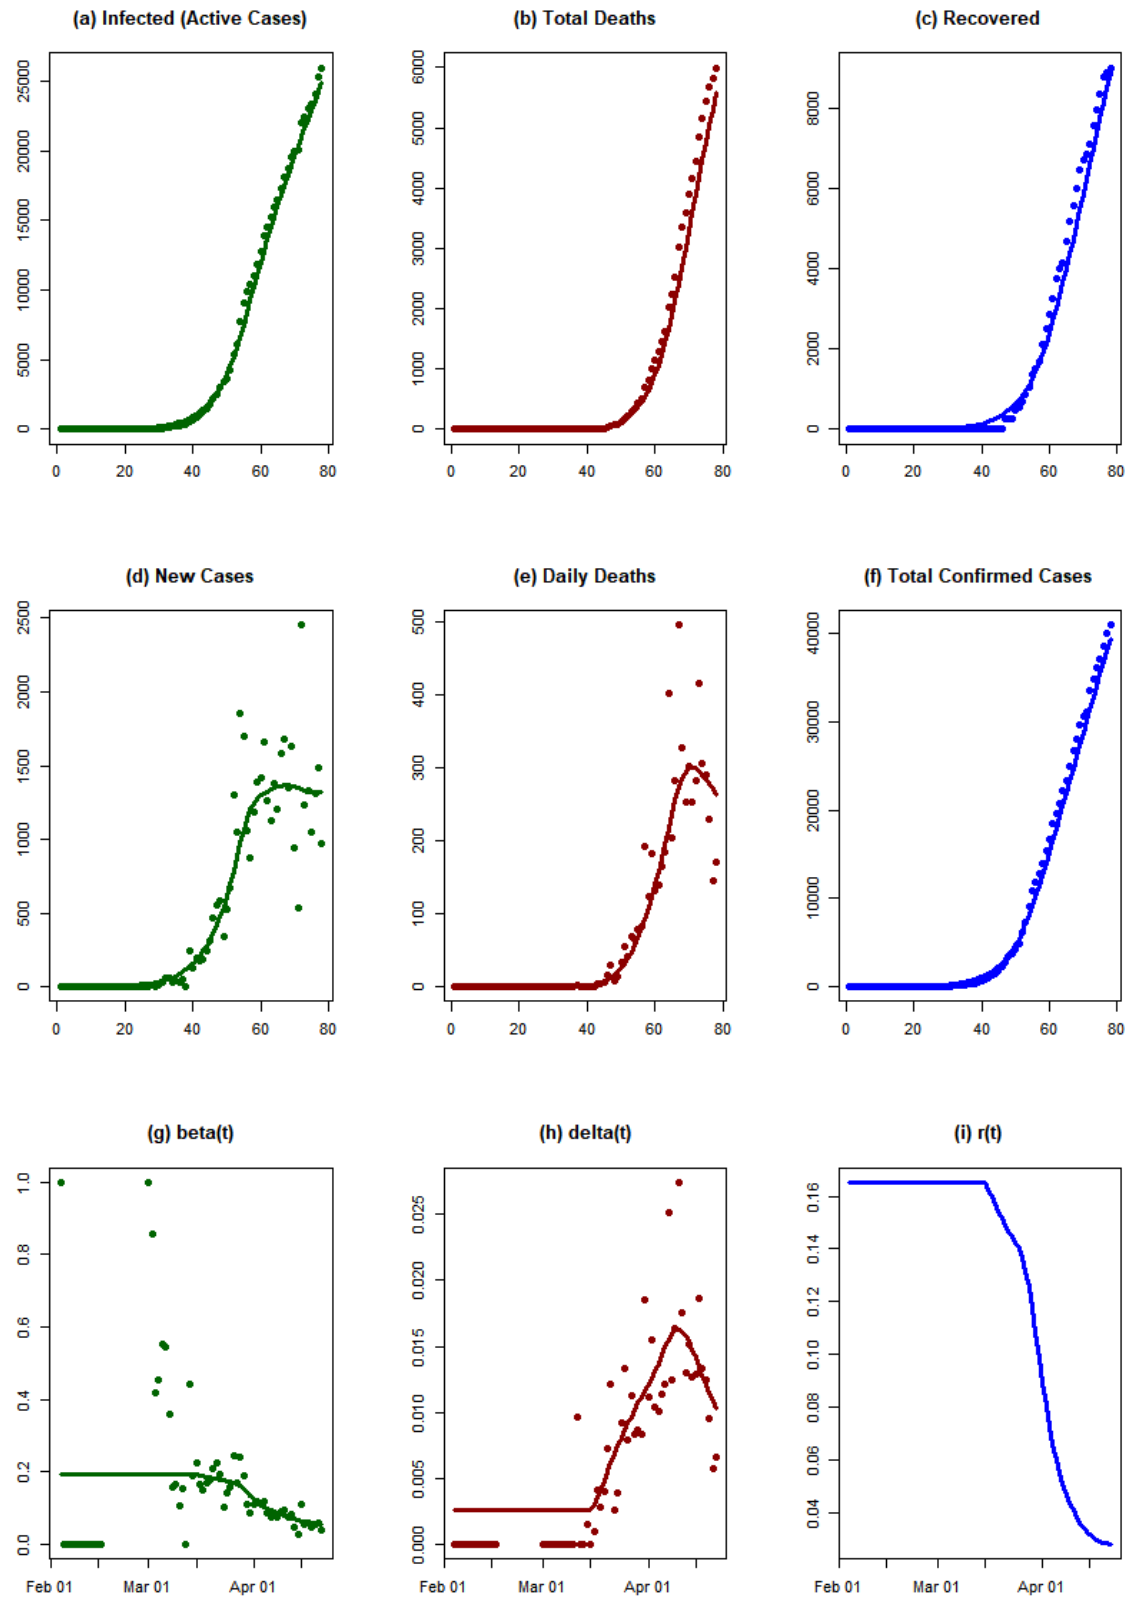 (a) Infected (Active Cases)
(b) Total Deaths
(c) Recovered
0 5000 10000 15000 20000 25000
0 1000 2000 3000 4000 5000 6000
0 2000 4000 6000 8000
0 20 40 60 80
0 20 40 60 80
0 20 40 60 80
(d) New Cases
(e) Daily Deaths
(f) Total Confirmed Cases
0 500 1000 1500 2000 2500
0 100 200 300 400 500
0 10000 20000 30000 40000
0 20 40 60 80
0 20 40 60 80
0 20 40 60 80
(g) beta(t)
(h) delta(t)
(i) r(t)
0.0 0.2 0.4 0.6 0.8 1.0
0.000 0.005 0.010 0.015 0.020 0.025
0.04 0.06 0.08 0.10 0.12 0.14 0.16
Feb 01 Mar 01 Apr 01
Feb 01 Mar 01 Apr 01
Feb 01 Mar 01 Apr 01